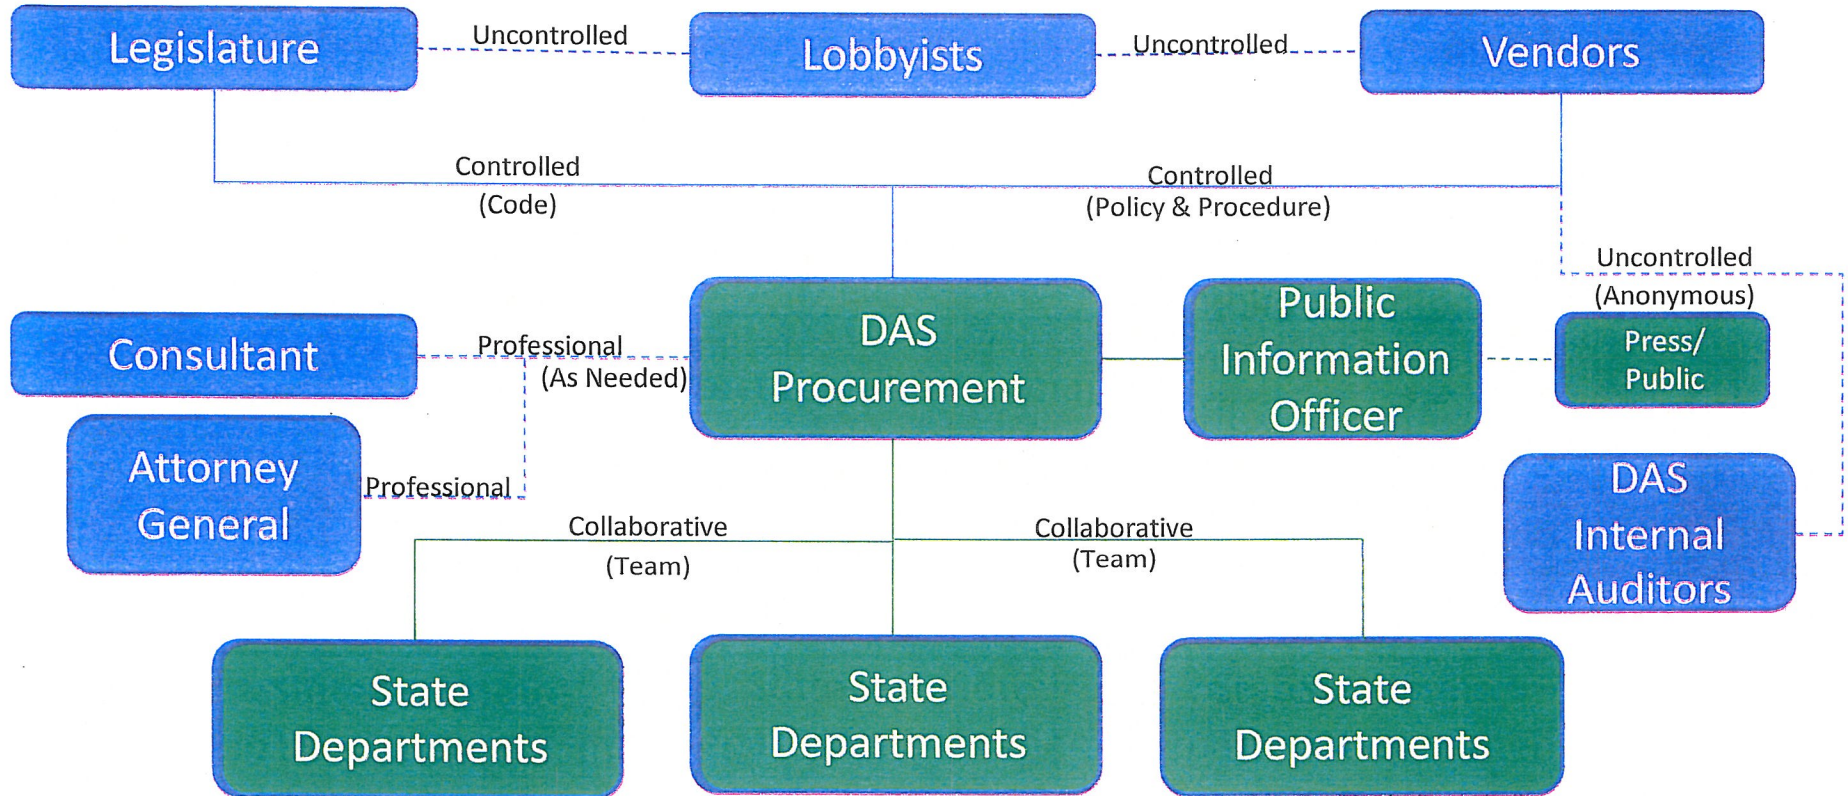 Legislature
Uncontrolled
Lobbyists
Uncontrolled
Vendors
Controlled
(Code)
Controlled
(Policy & Procedure)
Uncontrolled
(Anonymous)
Consultant
Professional
(As Needed)
DAS
Procurement
Public
Information
Officer
Press/
Public
Attorney
General
Professional
DAS
Internal
Auditors
Collaborative
(Team)
Collaborative
(Team)
State
Departments
State
Departments
State
Departments